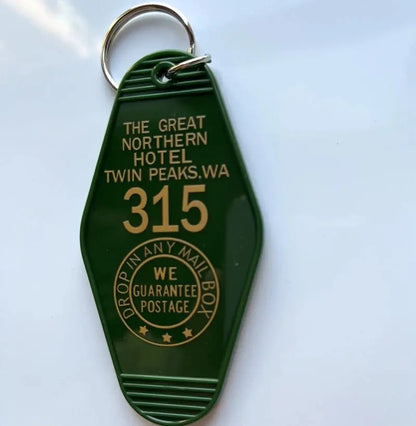 THE GREAT
NORTHERN
HOTEL
TWIN PEAKS.WA
315
DROP IN ANY MAIL BOX
WE
GUARANTEE
POSTAGE